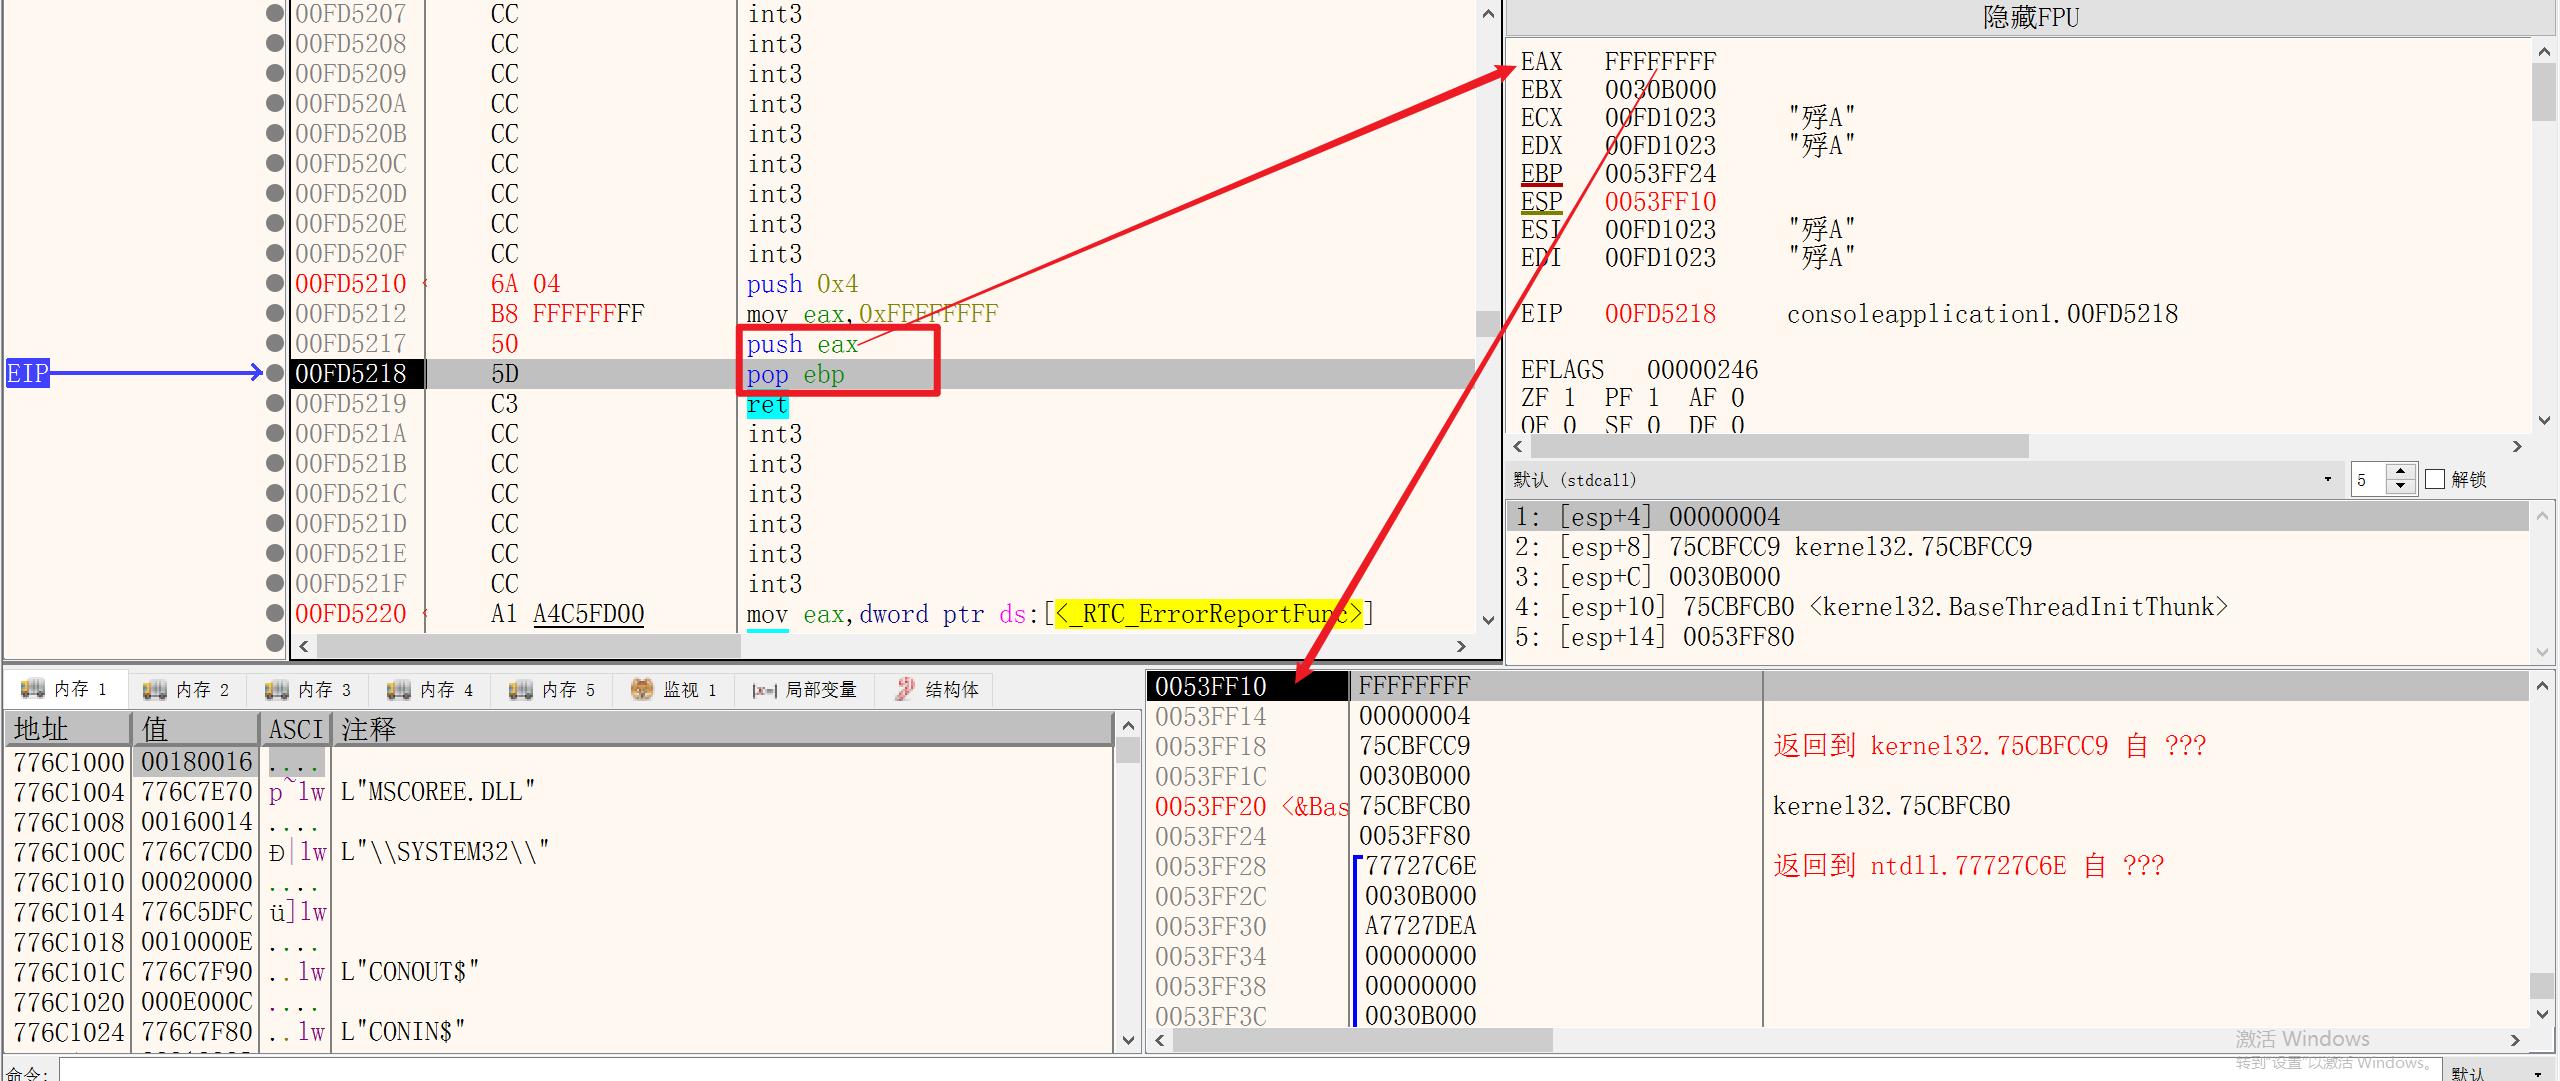 00FD5207 CC int3
00FD5208 CC int3
00FD5209 CC int3
00FD520A CC int3
00FD520B CC int3
00FD520C CC int3
00FD520D CC int3
00FD520E CC int3
00FD520F CC int3
00FD5210 6A 04 push 0x4
00FD5212 B8 FFFFFFFF mov eax,0xFFFFFFFF
00FD5217 50 push eax
EIP 00FD5218 5D pop ebp
00FD5219 C3 ret
00FD521A CC int3
00FD521B CC int3
00FD521C CC int3
00FD521D CC int3
00FD521E CC int3
00FD521F CC int3
00FD5220 A1 A4C5FD00 mov eax,dword ptr ds:[<_RTC_ErrorReportFunc>]
隐藏FPU
EAX FFFFFFFF
EBX 0030B000
ECX 00FD1023 "殍A"
EDX 00FD1023 "殍A"
EBP 0053FF24
ESP 0053FF10
ESI 00FD1023 "殍A"
EDI 00FD1023 "殍A"
EIP 00FD5218 consoleapplication1.00FD5218
EFLAGS 00000246
ZF 1 PF 1 AF 0
OF 0 SF 0 DF 0
默认 (stdcall) 5 解锁
1: [esp+4] 00000004
2: [esp+8] 75CBFCC9 kernel32.75CBFCC9
3: [esp+C] 0030B000
4: [esp+10] 75CBFCB0 <kernel32.BaseThreadInitThunk>
5: [esp+14] 0053FF80
内存 1 内存 2 内存 3 内存 4 内存 5 监视 1 [x=] 局部变量 结构体
地址 值 ASCI 注释
776C1000 00180016 ....
776C1004 776C7E70 p~lw L"MSCOREE.DLL"
776C1008 00160014 ....
776C100C 776C7CD0 Ð|lw L"\\SYSTEM32\\"
776C1010 00020000 ....
776C1014 776C5DFC ü]lw
776C1018 0010000E ....
776C101C 776C7F90 ..lw L"CONOUT$"
776C1020 000E000C ....
776C1024 776C7F80 ..lw L"CONIN$"
0053FF10 FFFFFFFF
0053FF14 00000004
0053FF18 75CBFCC9 返回到 kernel32.75CBFCC9 自 ???
0053FF1C 0030B000
0053FF20 <&Bas 75CBFCB0 kernel32.75CBFCB0
0053FF24 0053FF80
0053FF28 77727C6E 返回到 ntdll.77727C6E 自 ???
0053FF2C 0030B000
0053FF30 A7727DEA
0053FF34 00000000
0053FF38 00000000
0053FF3C 0030B000
激活 Windows
转到"设置"以激活 Windows。
命令: 默认